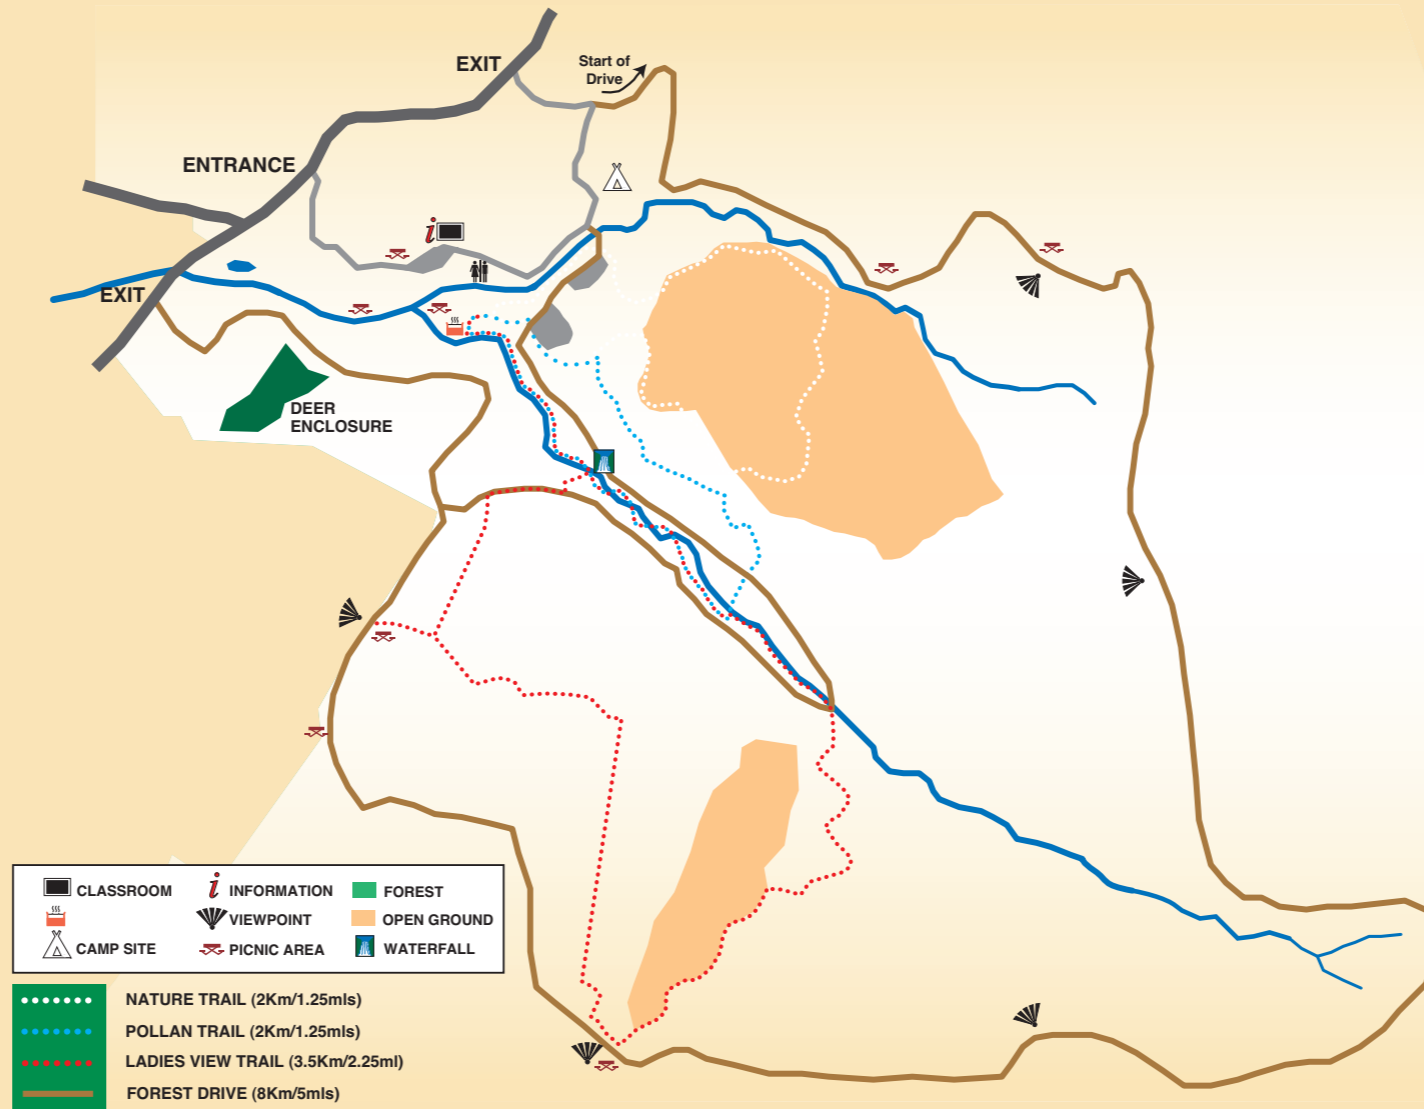 EXIT
Start of
Drive
ENTRANCE
i
EXIT
DEER
ENCLOSURE
CLASSROOM
i INFORMATION
FOREST
VIEWPOINT
OPEN GROUND
CAMP SITE
PICNIC AREA
WATERFALL
NATURE TRAIL (2Km/1.25mls)
POLLAN TRAIL (2Km/1.25mls)
LADIES VIEW TRAIL (3.5Km/2.25ml)
FOREST DRIVE (8Km/5mls)